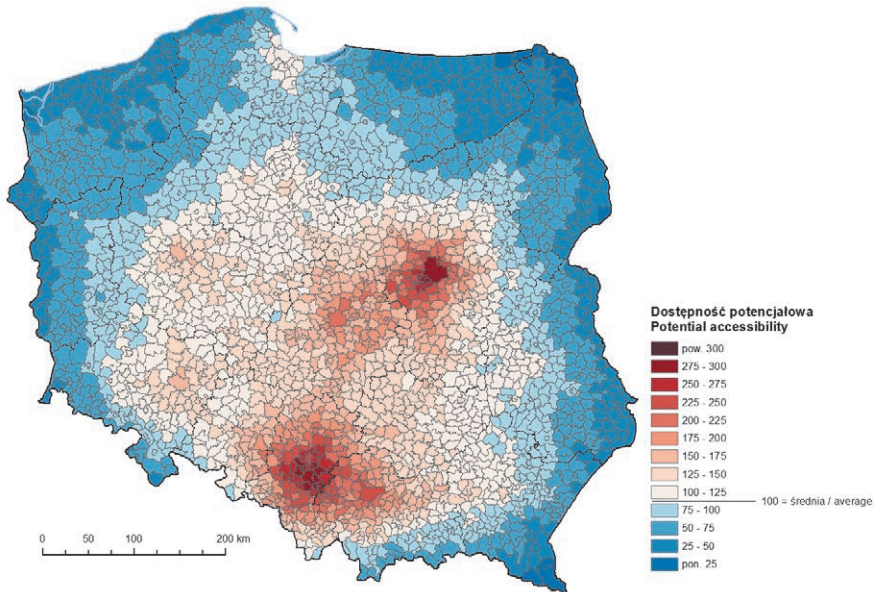 Dostępność potencjałowa
Potential accessibility
pow. 300
275 - 300
250 - 275
225 - 250
200 - 225
175 - 200
150 - 175
125 - 150
100 - 125
100 = średnia / average
75 - 100
50 - 75
25 - 50
pon. 25
0 50 100 200 km